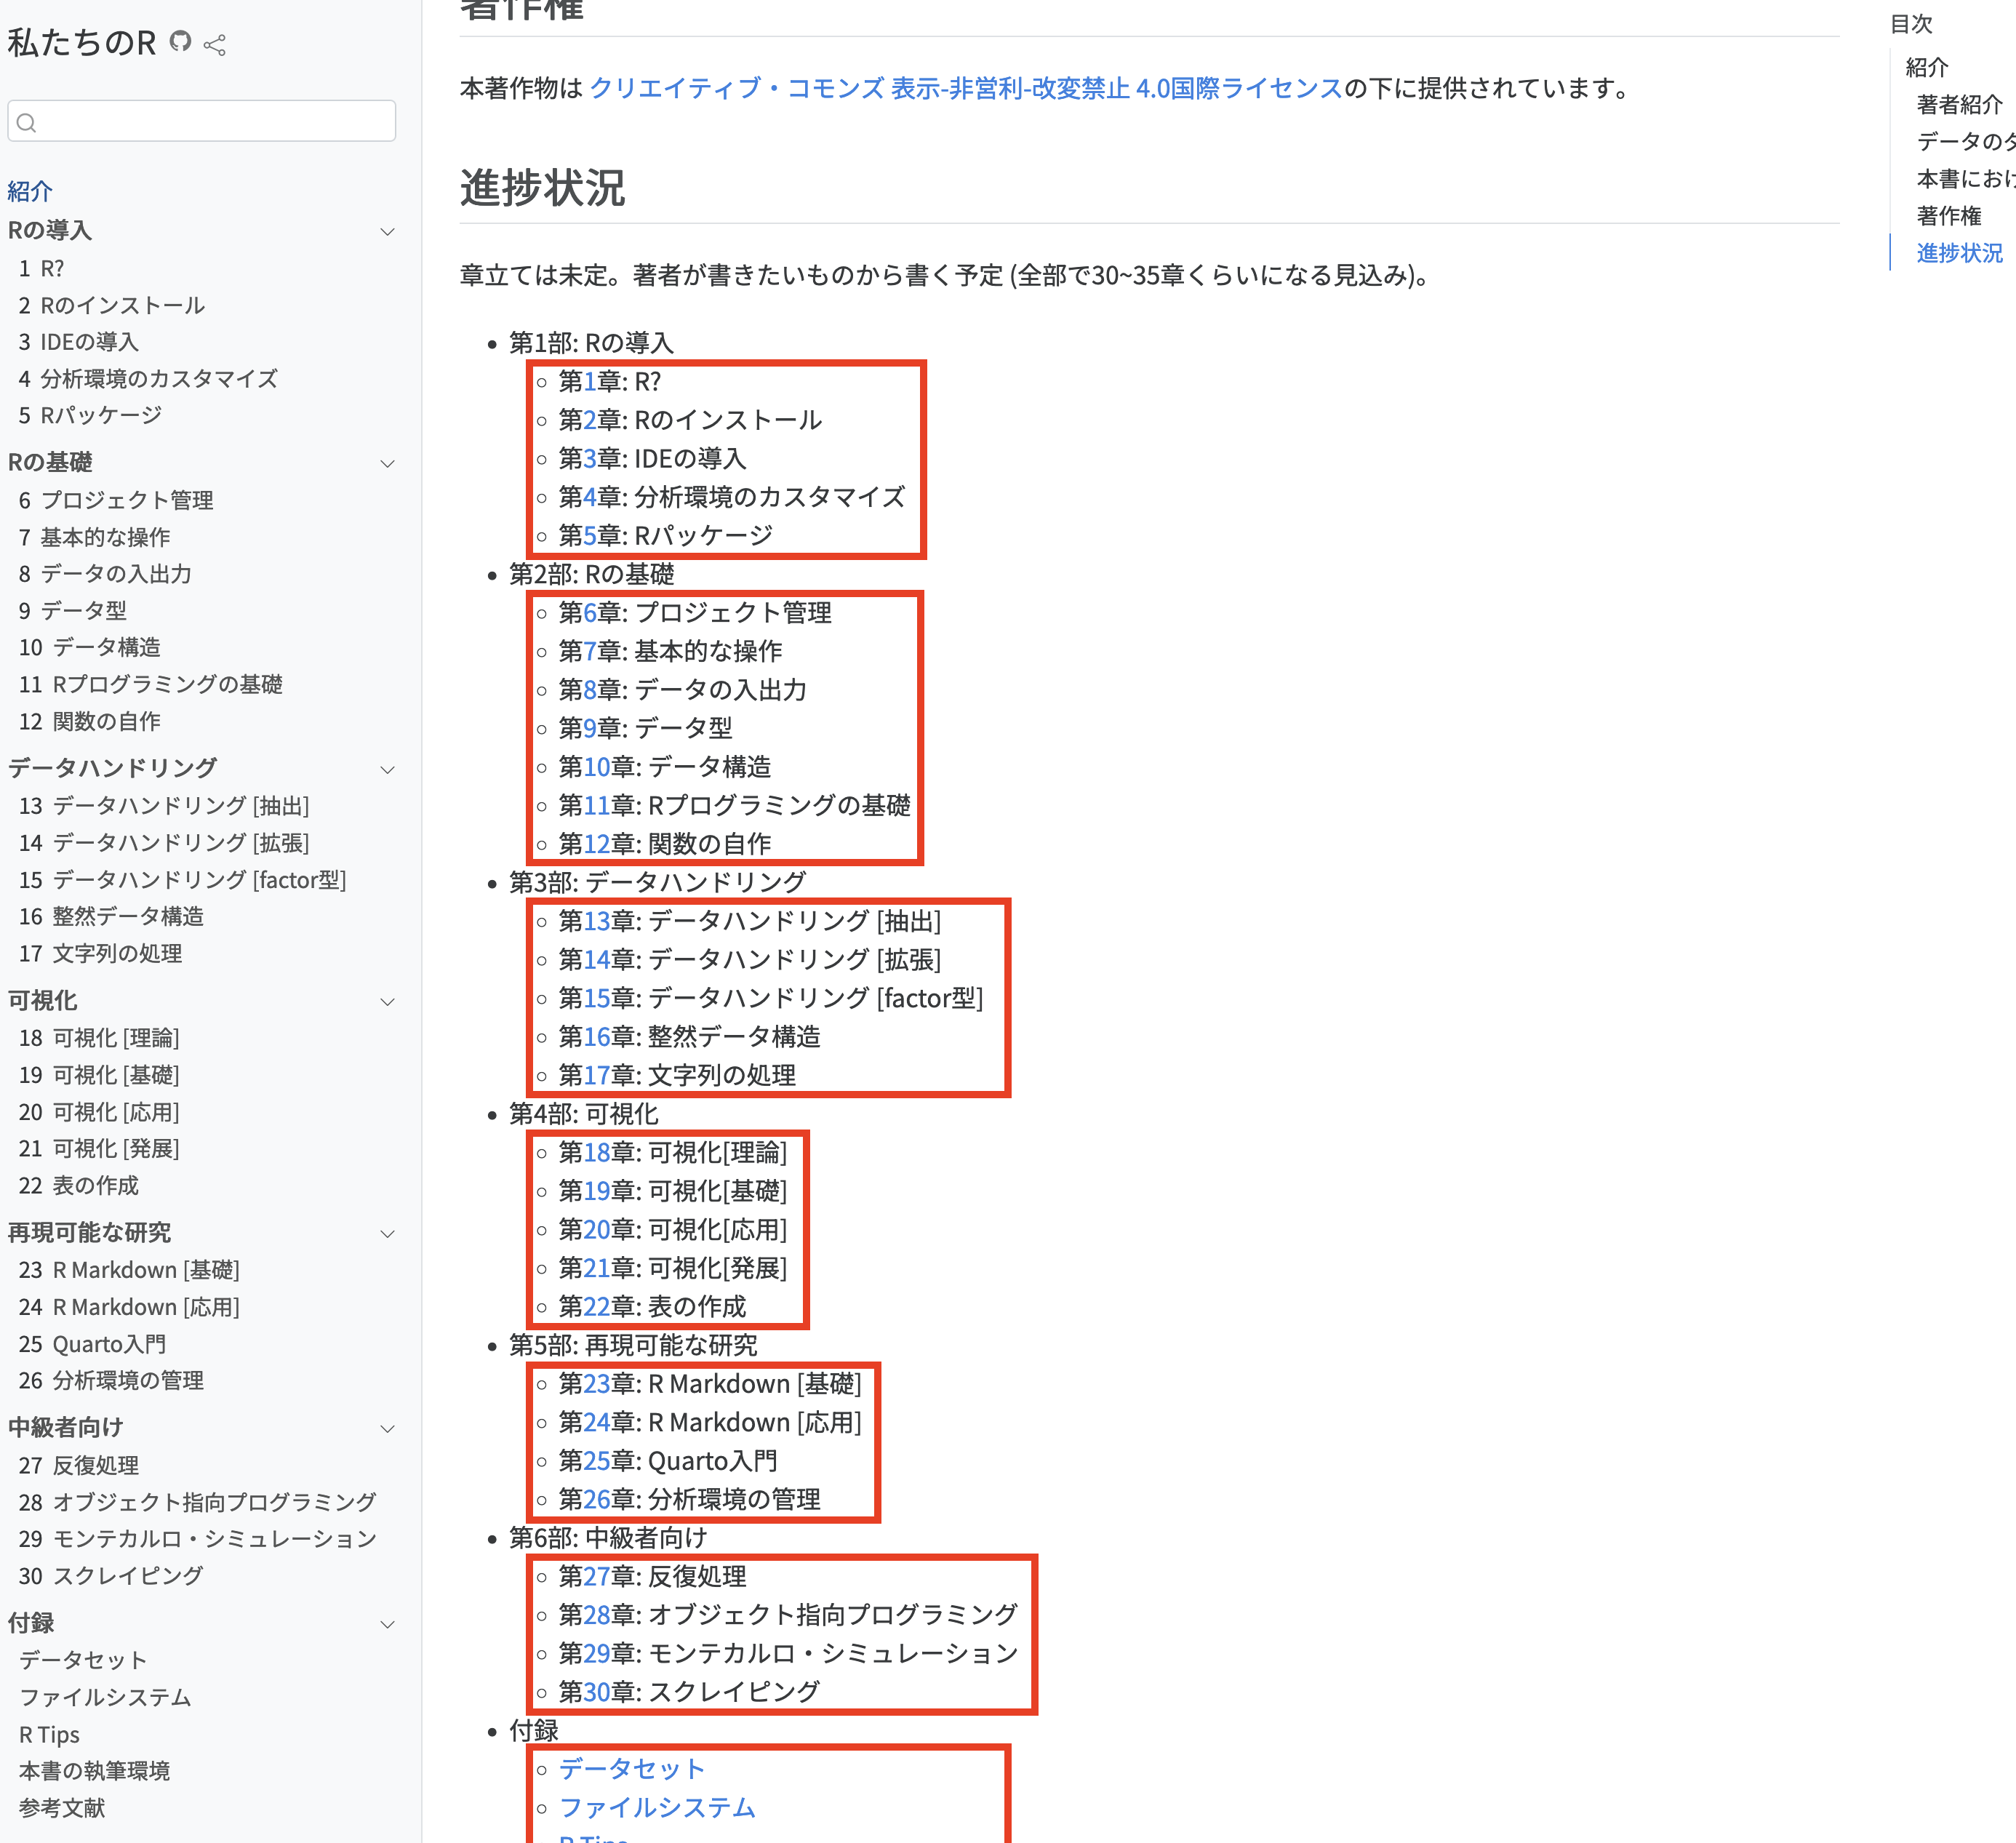 私たちのR
紹介
Rの導入
1 R?
2 Rのインストール
3 IDEの導入
4 分析環境のカスタマイズ
5 Rパッケージ
Rの基礎
6 プロジェクト管理
7 基本的な操作
8 データの入出力
9 データ型
10 データ構造
11 Rプログラミングの基礎
12 関数の自作
データハンドリング
13 データハンドリング [抽出]
14 データハンドリング [拡張]
15 データハンドリング [factor型]
16 整然データ構造
17 文字列の処理
可視化
18 可視化 [理論]
19 可視化 [基礎]
20 可視化 [応用]
21 可視化 [発展]
22 表の作成
再現可能な研究
23 R Markdown [基礎]
24 R Markdown [応用]
25 Quarto入門
26 分析環境の管理
中級者向け
27 反復処理
28 オブジェクト指向プログラミング
29 モンテカルロ・シミュレーション
30 スクレイピング
付録
データセット
ファイルシステム
R Tips
本書の執筆環境
参考文献
著作権
本著作物は クリエイティブ・コモンズ 表示-非営利-改変禁止 4.0国際ライセンスの下に提供されています。
進捗状況
章立ては未定。著者が書きたいものから書く予定 (全部で30~35章くらいになる見込み)。
第1部: Rの導入
第1章: R?
第2章: Rのインストール
第3章: IDEの導入
第4章: 分析環境のカスタマイズ
第5章: Rパッケージ
第2部: Rの基礎
第6章: プロジェクト管理
第7章: 基本的な操作
第8章: データの入出力
第9章: データ型
第10章: データ構造
第11章: Rプログラミングの基礎
第12章: 関数の自作
第3部: データハンドリング
第13章: データハンドリング [抽出]
第14章: データハンドリング [拡張]
第15章: データハンドリング [factor型]
第16章: 整然データ構造
第17章: 文字列の処理
第4部: 可視化
第18章: 可視化[理論]
第19章: 可視化[基礎]
第20章: 可視化[応用]
第21章: 可視化[発展]
第22章: 表の作成
第5部: 再現可能な研究
第23章: R Markdown [基礎]
第24章: R Markdown [応用]
第25章: Quarto入門
第26章: 分析環境の管理
第6部: 中級者向け
第27章: 反復処理
第28章: オブジェクト指向プログラミング
第29章: モンテカルロ・シミュレーション
第30章: スクレイピング
付録
データセット
ファイルシステム
R Tips
目次
紹介
著者紹介
データの
本書にお
著作権
進捗状況